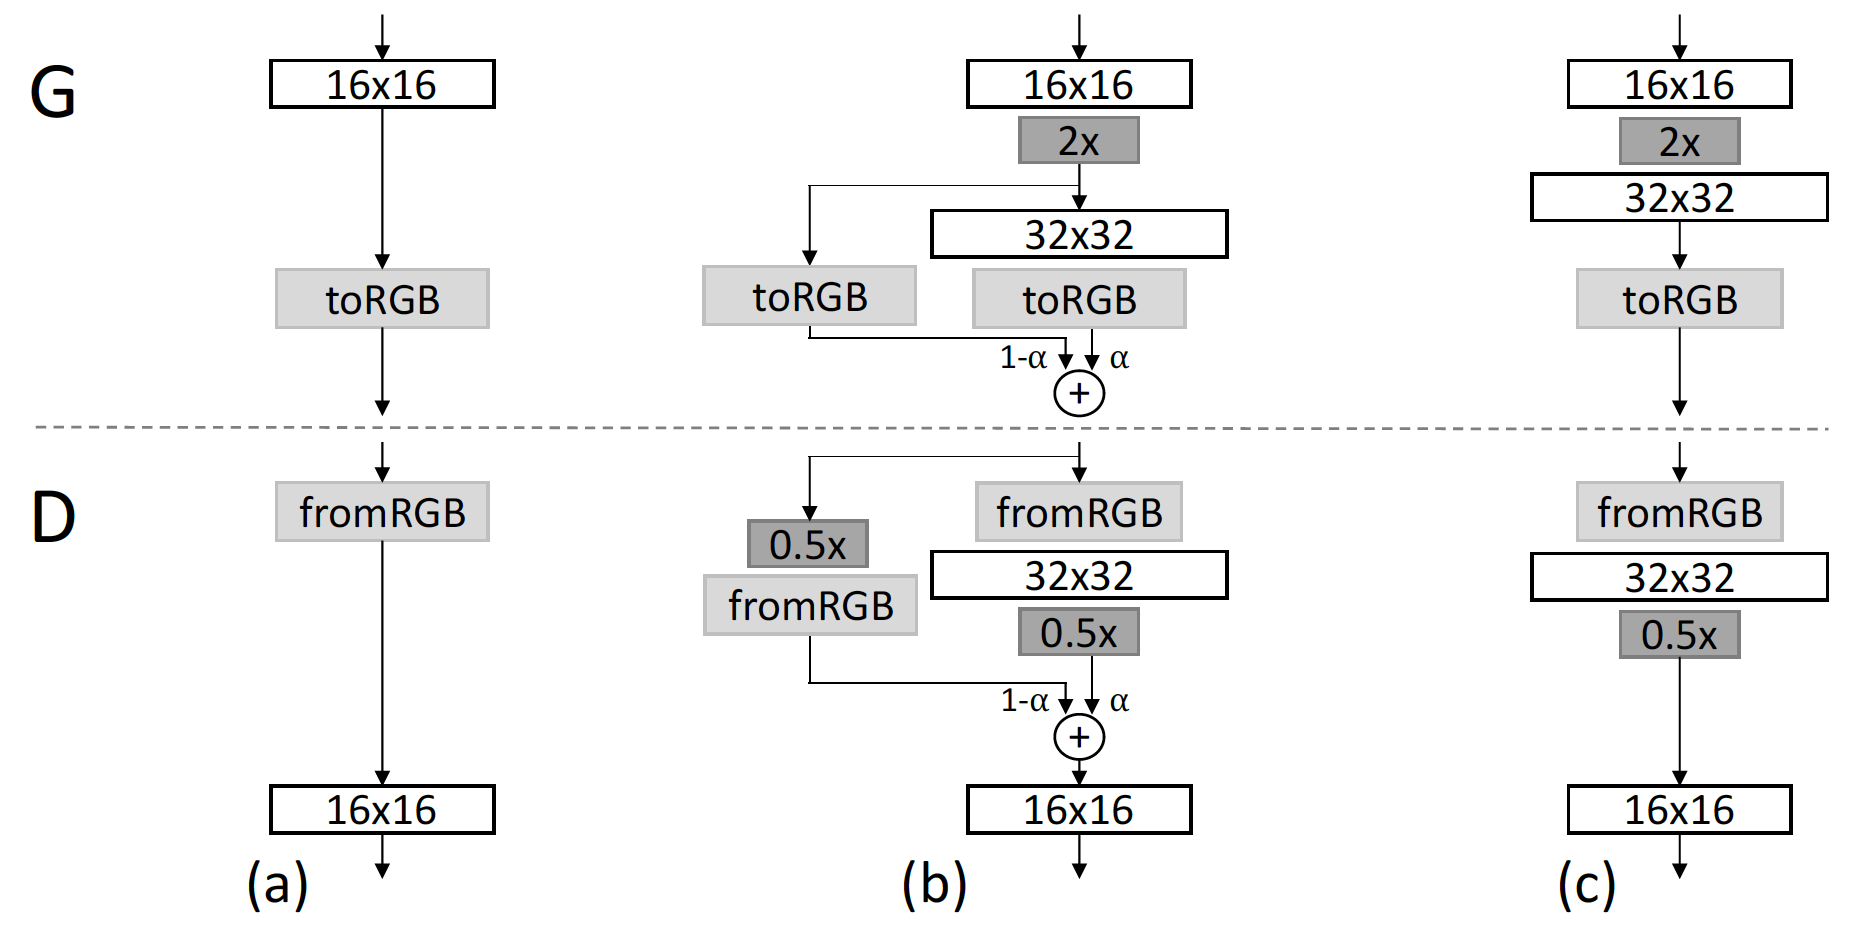 G
16x16
toRGB
16x16
2x
32x32
toRGB
toRGB
1-α
α
+
16x16
2x
32x32
toRGB
D
fromRGB
16x16
(a)
fromRGB
0.5x
32x32
fromRGB
0.5x
1-α
α
+
16x16
(b)
fromRGB
32x32
0.5x
16x16
(c)